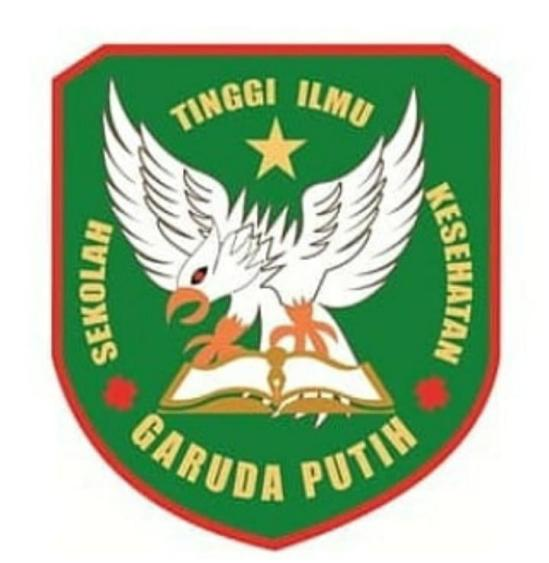 SEKOLAH
TINGGI ILMU
KESEHATAN
GARUDA PUTIH